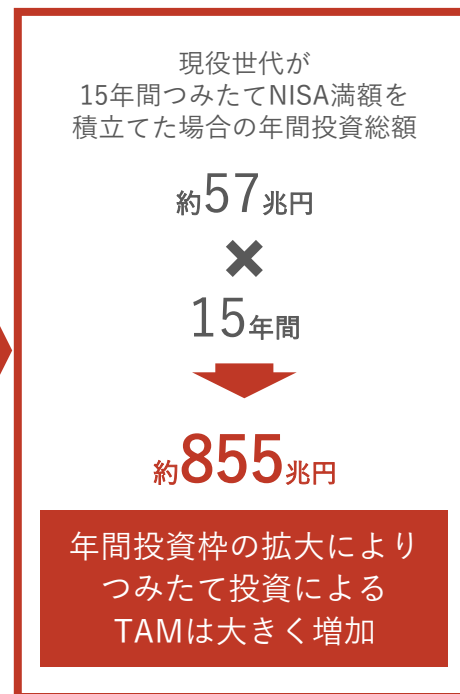 現役世代が
15年間つみたてNISA満額を
積立てた場合の年間投資総額
約57兆円
×
15年間
約855兆円
年間投資枠の拡大により
つみたて投資による
TAMは大きく増加